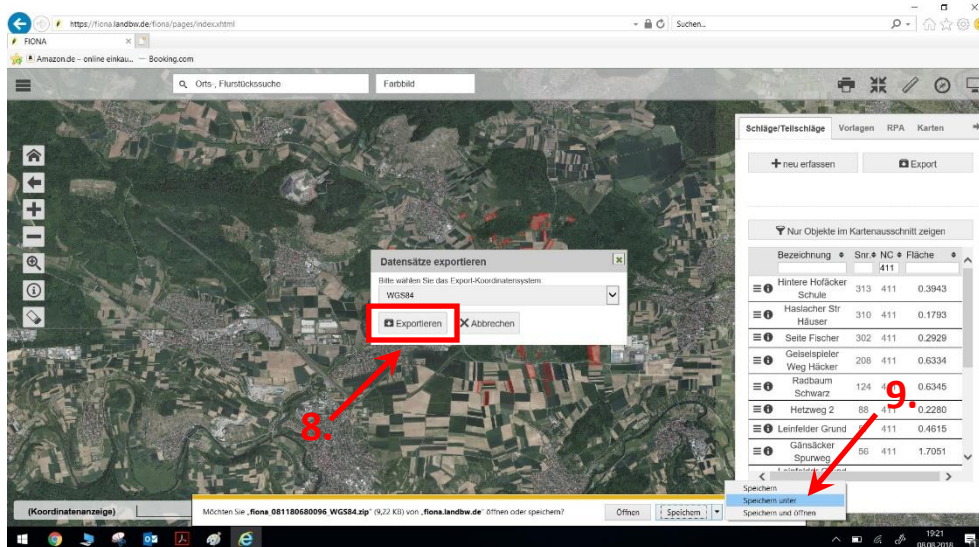 https://fiona.landbw.de/fiona/pages/index.xhtml
Suchen...
FIONA
Amazon.de – online einkau...
Booking.com
Orts-, Flurstückssuche
Farbbild
Schläge/Teilschläge Vorlagen RPA Karten
neu erfassen
Export
Nur Objekte im Kartenausschnitt zeigen
Bezeichnung Snr. NC Fläche
411
Hintere Hofäcker Schule 313 411 0.3943
Haslacher Str Häuser 310 411 0.1793
Seite Fischer 302 411 0.2929
Geiselspieler Weg Häcker 208 411 0.6334
Radbaum Schwarz 124 0.6345
Hetzweg 2 88 411 0.2280
Leinfelder Grund 411 0.4615
Gänsäcker Spurweg 56 411 1.7051
Datensätze exportieren
Bitte wählen Sie das Export-Koordinatensystem:
WGS84
Exportieren
Abbrechen
8.
9.
Speichern
Speichern unter
Speichern und öffnen
(Koordinatenanzeige)
Möchten Sie „fiona_081180680096_WGS84.zip" (9,22 KB) von „fiona.landbw.de" öffnen oder speichern?
Öffnen
Speichern
19:21
08.08.2018